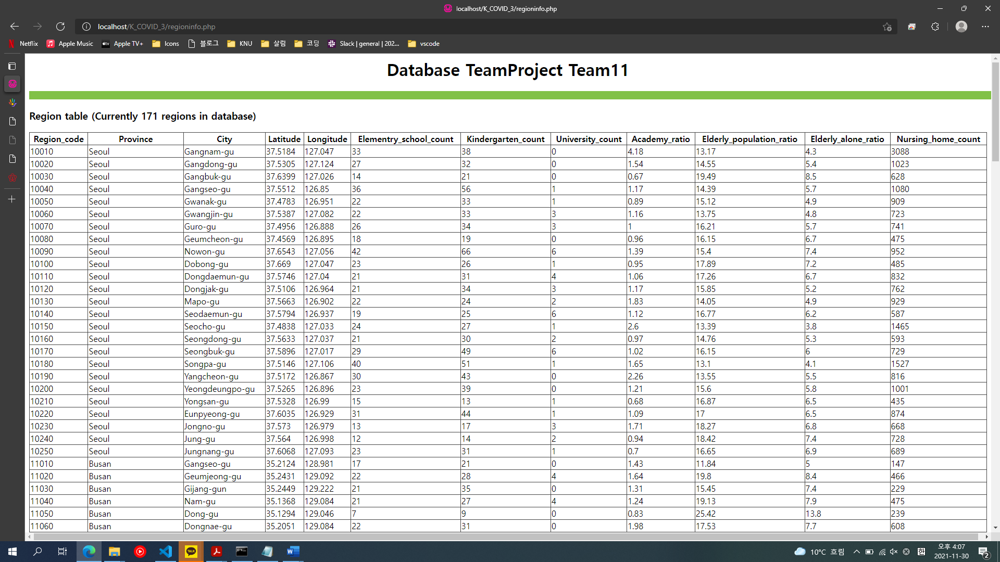 localhost/K_COVID_3/regioninfo.php
localhost/K_COVID_3/regioninfo.php
Netflix Apple Music Apple TV+ Icons 블로그 KNU 살림 코딩 Slack | general | 202... vscode
Database TeamProject Team11
Region table (Currently 171 regions in database)
Region_code Province City Latitude Longitude Elementry_school_count Kindergarten_count University_count Academy_ratio Elderly_population_ratio Elderly_alone_ratio Nursing_home_count
10010 Seoul Gangnam-gu 37.5184 127.047 33 38 0 4.18 13.17 4.3 3088
10020 Seoul Gangdong-gu 37.5305 127.124 27 32 0 1.54 14.55 5.4 1023
10030 Seoul Gangbuk-gu 37.6399 127.026 14 21 0 0.67 19.49 8.5 628
10040 Seoul Gangseo-gu 37.5512 126.85 36 56 1 1.17 14.39 5.7 1080
10050 Seoul Gwanak-gu 37.4783 126.951 22 33 1 0.89 15.12 4.9 909
10060 Seoul Gwangjin-gu 37.5387 127.082 22 33 3 1.16 13.75 4.8 723
10070 Seoul Guro-gu 37.4956 126.888 26 34 3 1 16.21 5.7 741
10080 Seoul Geumcheon-gu 37.4569 126.895 18 19 0 0.96 16.15 6.7 475
10090 Seoul Nowon-gu 37.6543 127.056 42 66 6 1.39 15.4 7.4 952
10100 Seoul Dobong-gu 37.669 127.047 23 26 1 0.95 17.89 7.2 485
10110 Seoul Dongdaemun-gu 37.5746 127.04 21 31 4 1.06 17.26 6.7 832
10120 Seoul Dongjak-gu 37.5106 126.964 21 34 3 1.17 15.85 5.2 762
10130 Seoul Mapo-gu 37.5663 126.902 22 24 2 1.83 14.05 4.9 929
10140 Seoul Seodaemun-gu 37.5794 126.937 19 25 6 1.12 16.77 6.2 587
10150 Seoul Seocho-gu 37.4838 127.033 24 27 1 2.6 13.39 3.8 1465
10160 Seoul Seongdong-gu 37.5633 127.037 21 30 2 0.97 14.76 5.3 593
10170 Seoul Seongbuk-gu 37.5896 127.017 29 49 6 1.02 16.15 6 729
10180 Seoul Songpa-gu 37.5146 127.106 40 51 1 1.65 13.1 4.1 1527
10190 Seoul Yangcheon-gu 37.5172 126.867 30 43 0 2.26 13.55 5.5 816
10200 Seoul Yeongdeungpo-gu 37.5265 126.896 23 39 0 1.21 15.6 5.8 1001
10210 Seoul Yongsan-gu 37.5328 126.99 15 13 1 0.68 16.87 6.5 435
10220 Seoul Eunpyeong-gu 37.6035 126.929 31 44 1 1.09 17 6.5 874
10230 Seoul Jongno-gu 37.573 126.979 13 17 3 1.71 18.27 6.8 668
10240 Seoul Jung-gu 37.564 126.998 12 14 2 0.94 18.42 7.4 728
10250 Seoul Jungnang-gu 37.6068 127.093 23 31 1 0.7 16.65 6.9 689
11010 Busan Gangseo-gu 35.2124 128.981 17 21 0 1.43 11.84 5 147
11020 Busan Geumjeong-gu 35.2431 129.092 22 28 4 1.64 19.8 8.4 466
11030 Busan Gijang-gun 35.2449 129.222 21 35 0 1.31 15.45 7.4 229
11040 Busan Nam-gu 35.1368 129.084 21 27 4 1.24 19.13 7.9 475
11050 Busan Dong-gu 35.1294 129.046 7 9 0 0.83 25.42 13.8 239
11060 Busan Dongnae-gu 35.2051 129.084 22 31 0 1.98 17.53 7.7 608
TALK
10°C 흐림 한 오후 4:07
2021-11-30 2